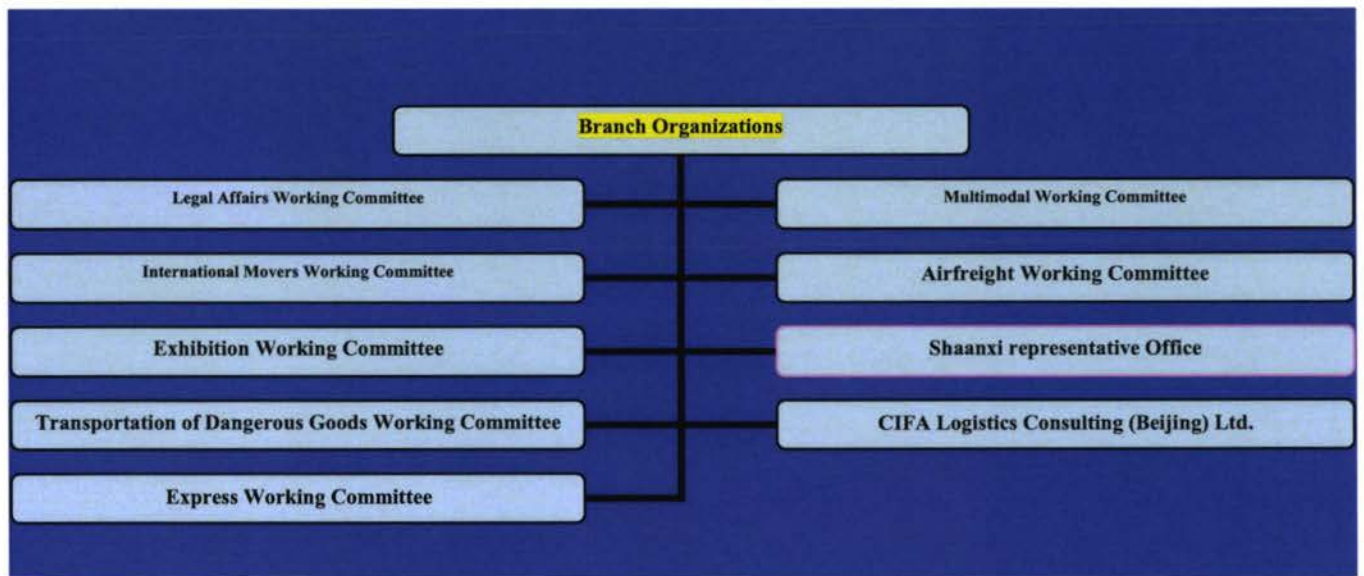 Branch Organizations
Legal Affairs Working Committee
Multimodal Working Committee
International Movers Working Committee
Airfreight Working Committee
Exhibition Working Committee
Shaanxi representative Office
Transportation of Dangerous Goods Working Committee
CIFA Logistics Consulting (Beijing) Ltd.
Express Working Committee